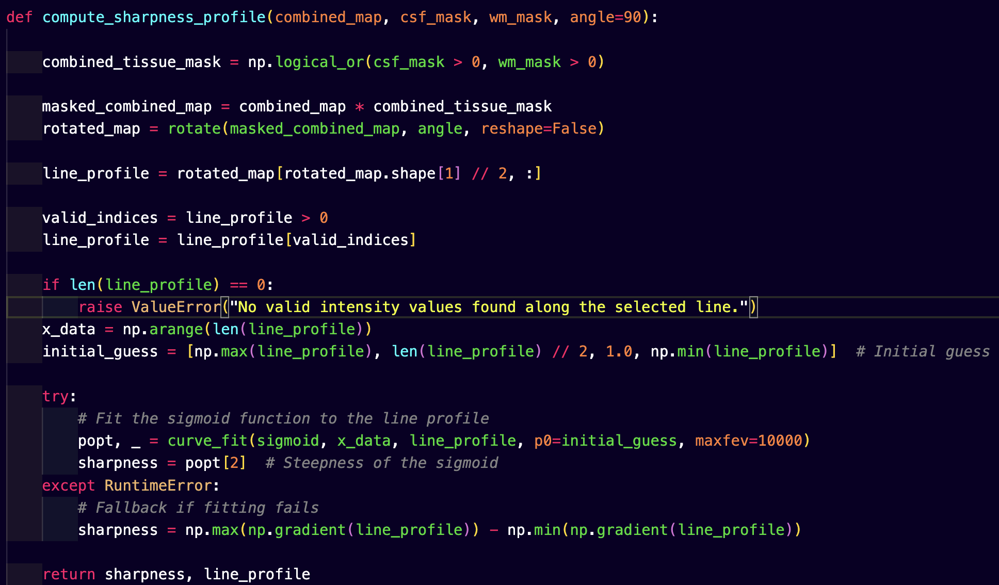 def compute_sharpness_profile(combined_map, csf_mask, wm_mask, angle=90):
combined_tissue_mask = np.logical_or(csf_mask > 0, wm_mask > 0)
masked_combined_map = combined_map * combined_tissue_mask
rotated_map = rotate(masked_combined_map, angle, reshape=False)
line_profile = rotated_map[rotated_map.shape[1] // 2, :]
valid_indices = line_profile > 0
line_profile = line_profile[valid_indices]
if len(line_profile) == 0:
raise ValueError("No valid intensity values found along the selected line.")
x_data = np.arange(len(line_profile))
initial_guess = [np.max(line_profile), len(line_profile) // 2, 1.0, np.min(line_profile)]  # Initial guess
try:
# Fit the sigmoid function to the line profile
popt, _ = curve_fit(sigmoid, x_data, line_profile, p0=initial_guess, maxfev=10000)
sharpness = popt[2]  # Steepness of the sigmoid
except RuntimeError:
# Fallback if fitting fails
sharpness = np.max(np.gradient(line_profile)) - np.min(np.gradient(line_profile))
return sharpness, line_profile